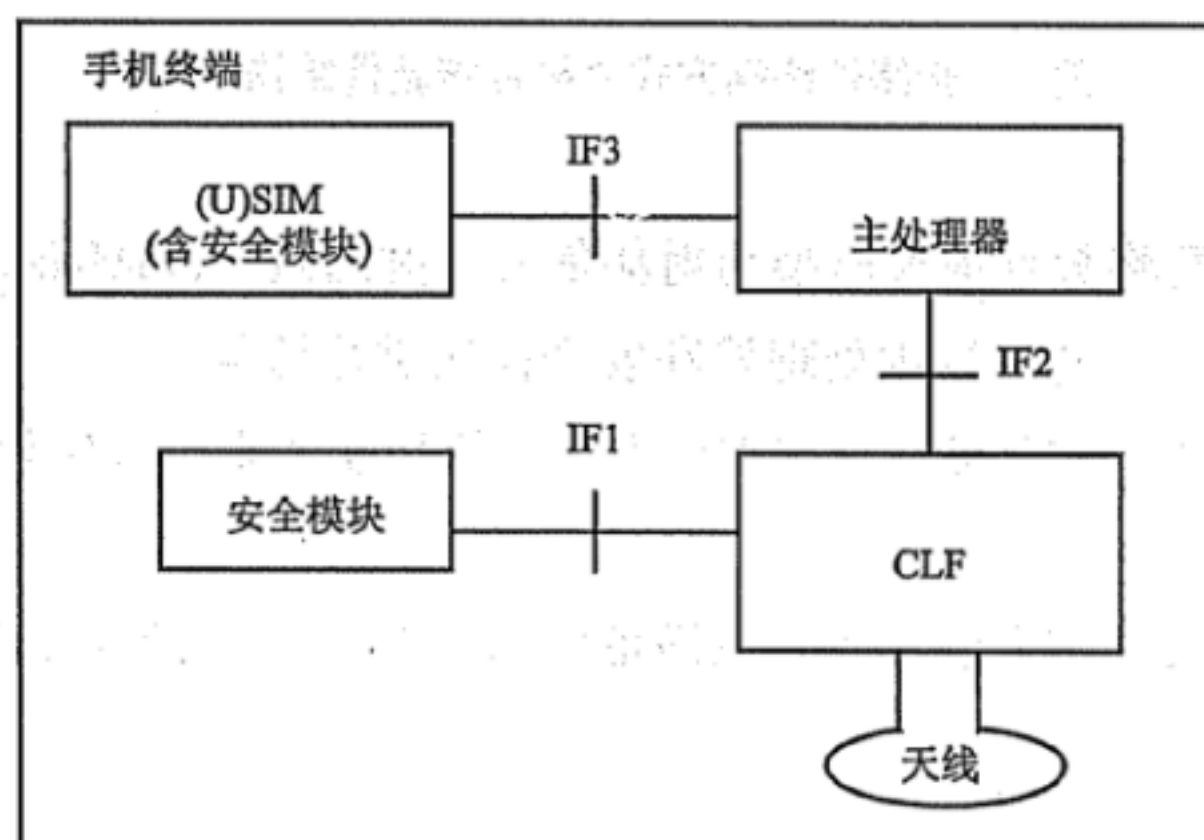 手机终端
(U)SIM
(含安全模块)
IF3
主处理器
IF2
IF1
安全模块
CLF
天线